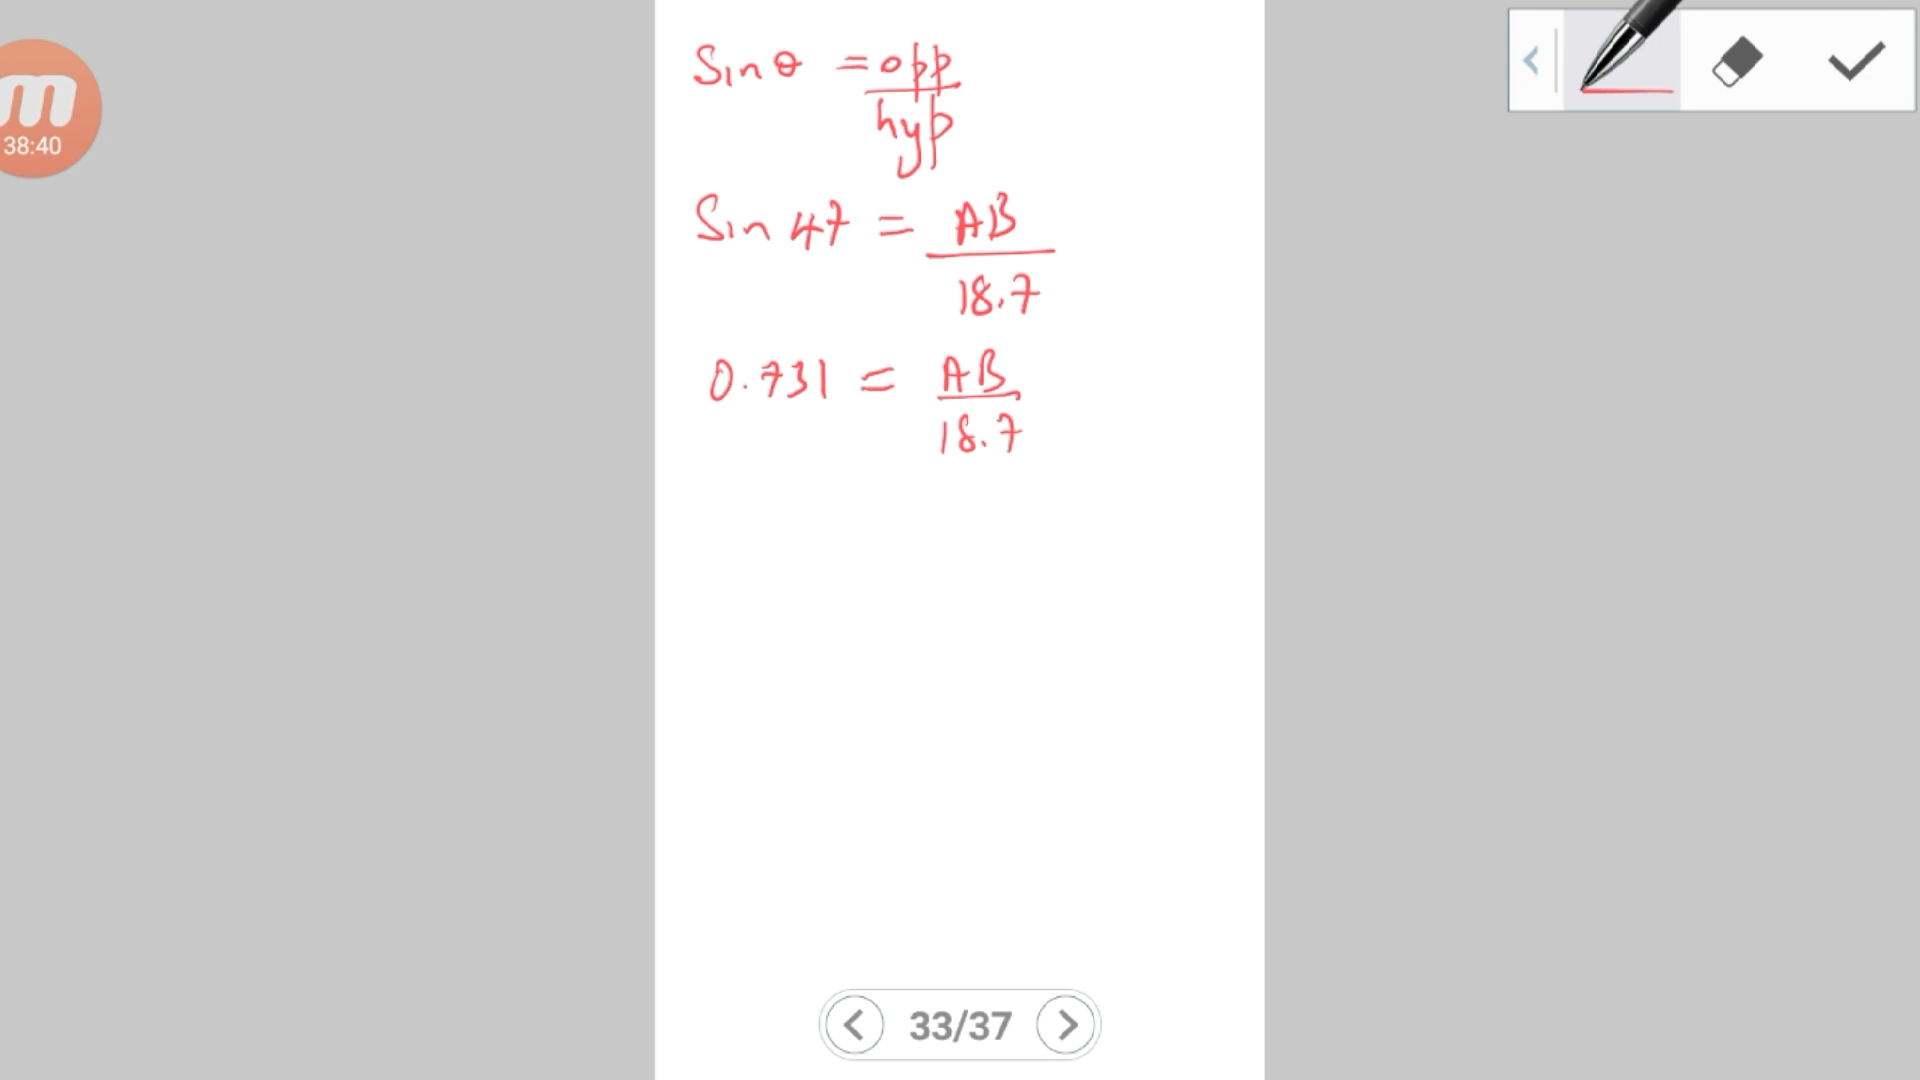 m
38:40
Sin θ = opp
hyp
Sin 47 = AB
18.7
0.731 = AB
18.7
33/37